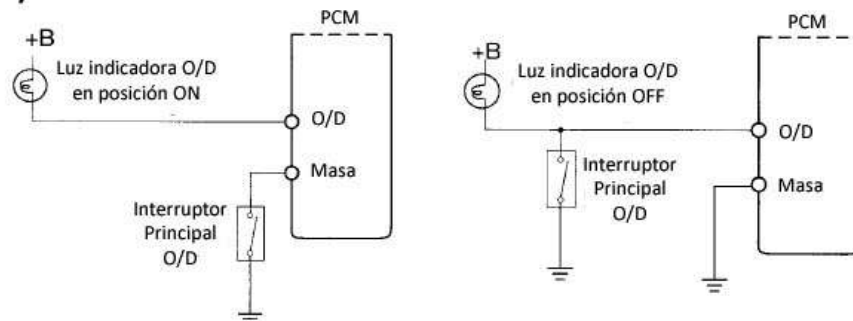 PCM
+B
Luz indicadora O/D
en posición ON
O/D
Masa
Interruptor
Principal
O/D
PCM
+B
Luz indicadora O/D
en posición OFF
O/D
Interruptor
Principal
O/D
Masa